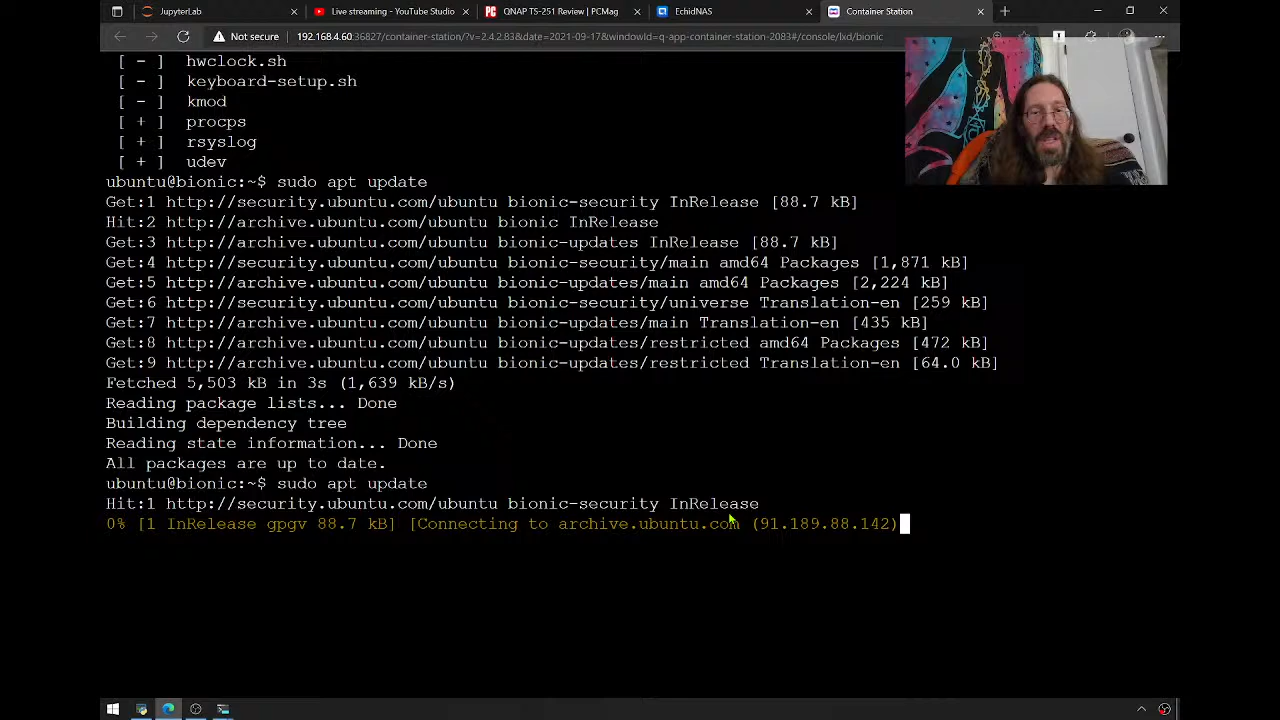 JupyterLab
Live streaming - YouTube Studio
PC QNAP TS-251 Review | PCMag
EchidNAS
Container Station
Not secure
192.168.4.60:36827/container-station/?v=2.4.2.83&date=2021-09-17&windowId=q-app-container-station-2083#/console/lxd/bionic
[ - ] hwclock.sh
[ - ] keyboard-setup.sh
[ - ] kmod
[ + ] procps
[ + ] rsyslog
[ + ] udev
ubuntu@bionic:~$ sudo apt update
Get:1 http://security.ubuntu.com/ubuntu bionic-security InRelease [88.7 kB]
Hit:2 http://archive.ubuntu.com/ubuntu bionic InRelease
Get:3 http://archive.ubuntu.com/ubuntu bionic-updates InRelease [88.7 kB]
Get:4 http://security.ubuntu.com/ubuntu bionic-security/main amd64 Packages [1,871 kB]
Get:5 http://archive.ubuntu.com/ubuntu bionic-updates/main amd64 Packages [2,224 kB]
Get:6 http://security.ubuntu.com/ubuntu bionic-security/universe Translation-en [259 kB]
Get:7 http://archive.ubuntu.com/ubuntu bionic-updates/main Translation-en [435 kB]
Get:8 http://archive.ubuntu.com/ubuntu bionic-updates/restricted amd64 Packages [472 kB]
Get:9 http://archive.ubuntu.com/ubuntu bionic-updates/restricted Translation-en [64.0 kB]
Fetched 5,503 kB in 3s (1,639 kB/s)
Reading package lists... Done
Building dependency tree
Reading state information... Done
All packages are up to date.
ubuntu@bionic:~$ sudo apt update
Hit:1 http://security.ubuntu.com/ubuntu bionic-security InRelease
0% [1 InRelease gpgv 88.7 kB] [Connecting to archive.ubuntu.com (91.189.88.142)